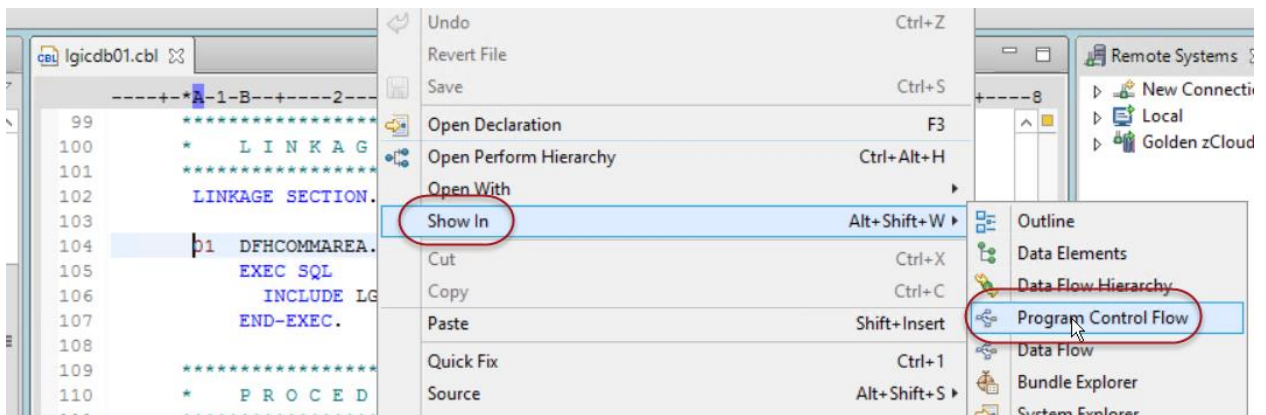 Undo Ctrl+Z
lgicdb01.cbl
Revert File
Remote Systems
Save Ctrl+S
----+-*A-1-B--+----2---
+----8
New Connecti
99 *****************
Open Declaration F3
Local
100 * L I N K A G
Open Perform Hierarchy Ctrl+Alt+H
Golden zCloud
101 *****************
102 LINKAGE SECTION.
Open With
103
Show In Alt+Shift+W
Outline
104 01 DFHCOMMAREA.
105 EXEC SQL
Cut Ctrl+X
Data Elements
106 INCLUDE LG
Copy Ctrl+C
Data Flow Hierarchy
107 END-EXEC.
Paste Shift+Insert
Program Control Flow
108
Data Flow
109 *****************
Quick Fix Ctrl+1
Bundle Explorer
110 * P R O C E D
Source Alt+Shift+S
System Explorer